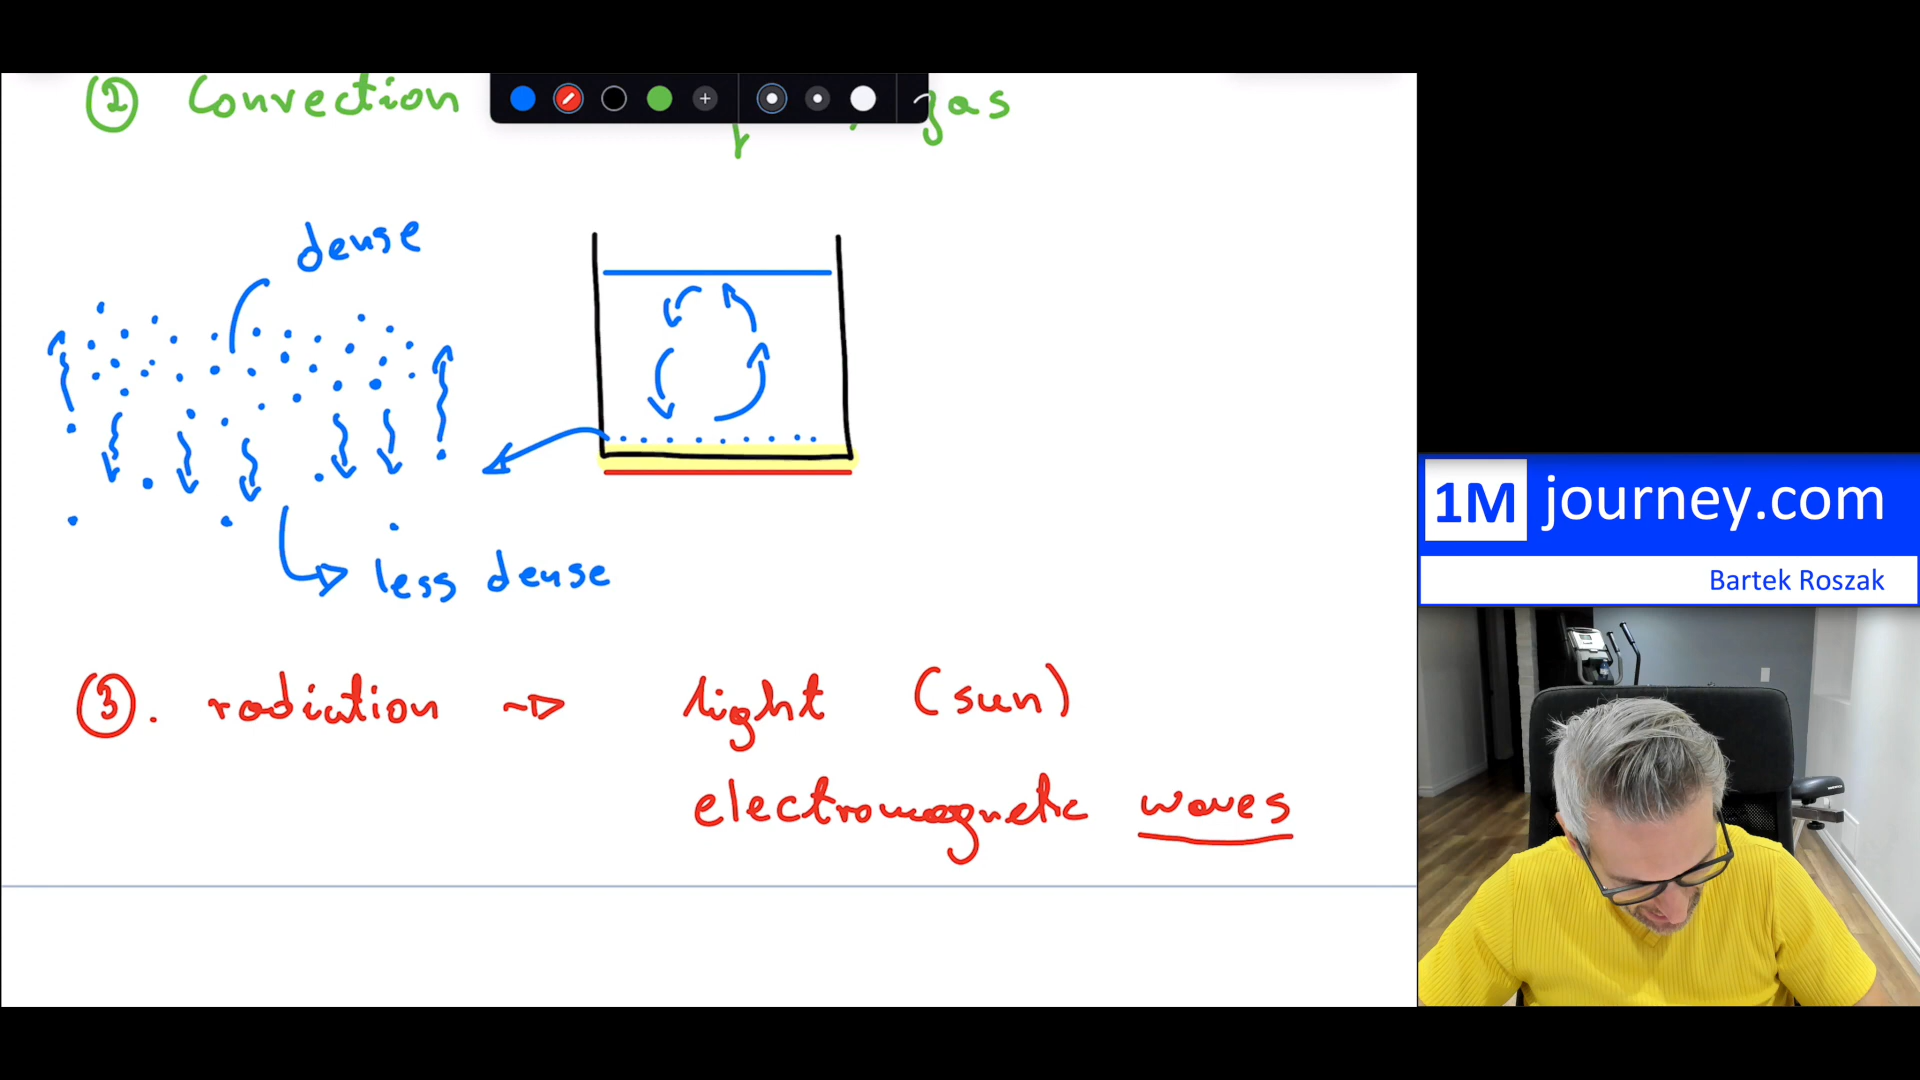 ② Convection gas
dense
less dense
③. radiation → light (sun)
electromagnetic waves
1M journey.com
Bartek Roszak